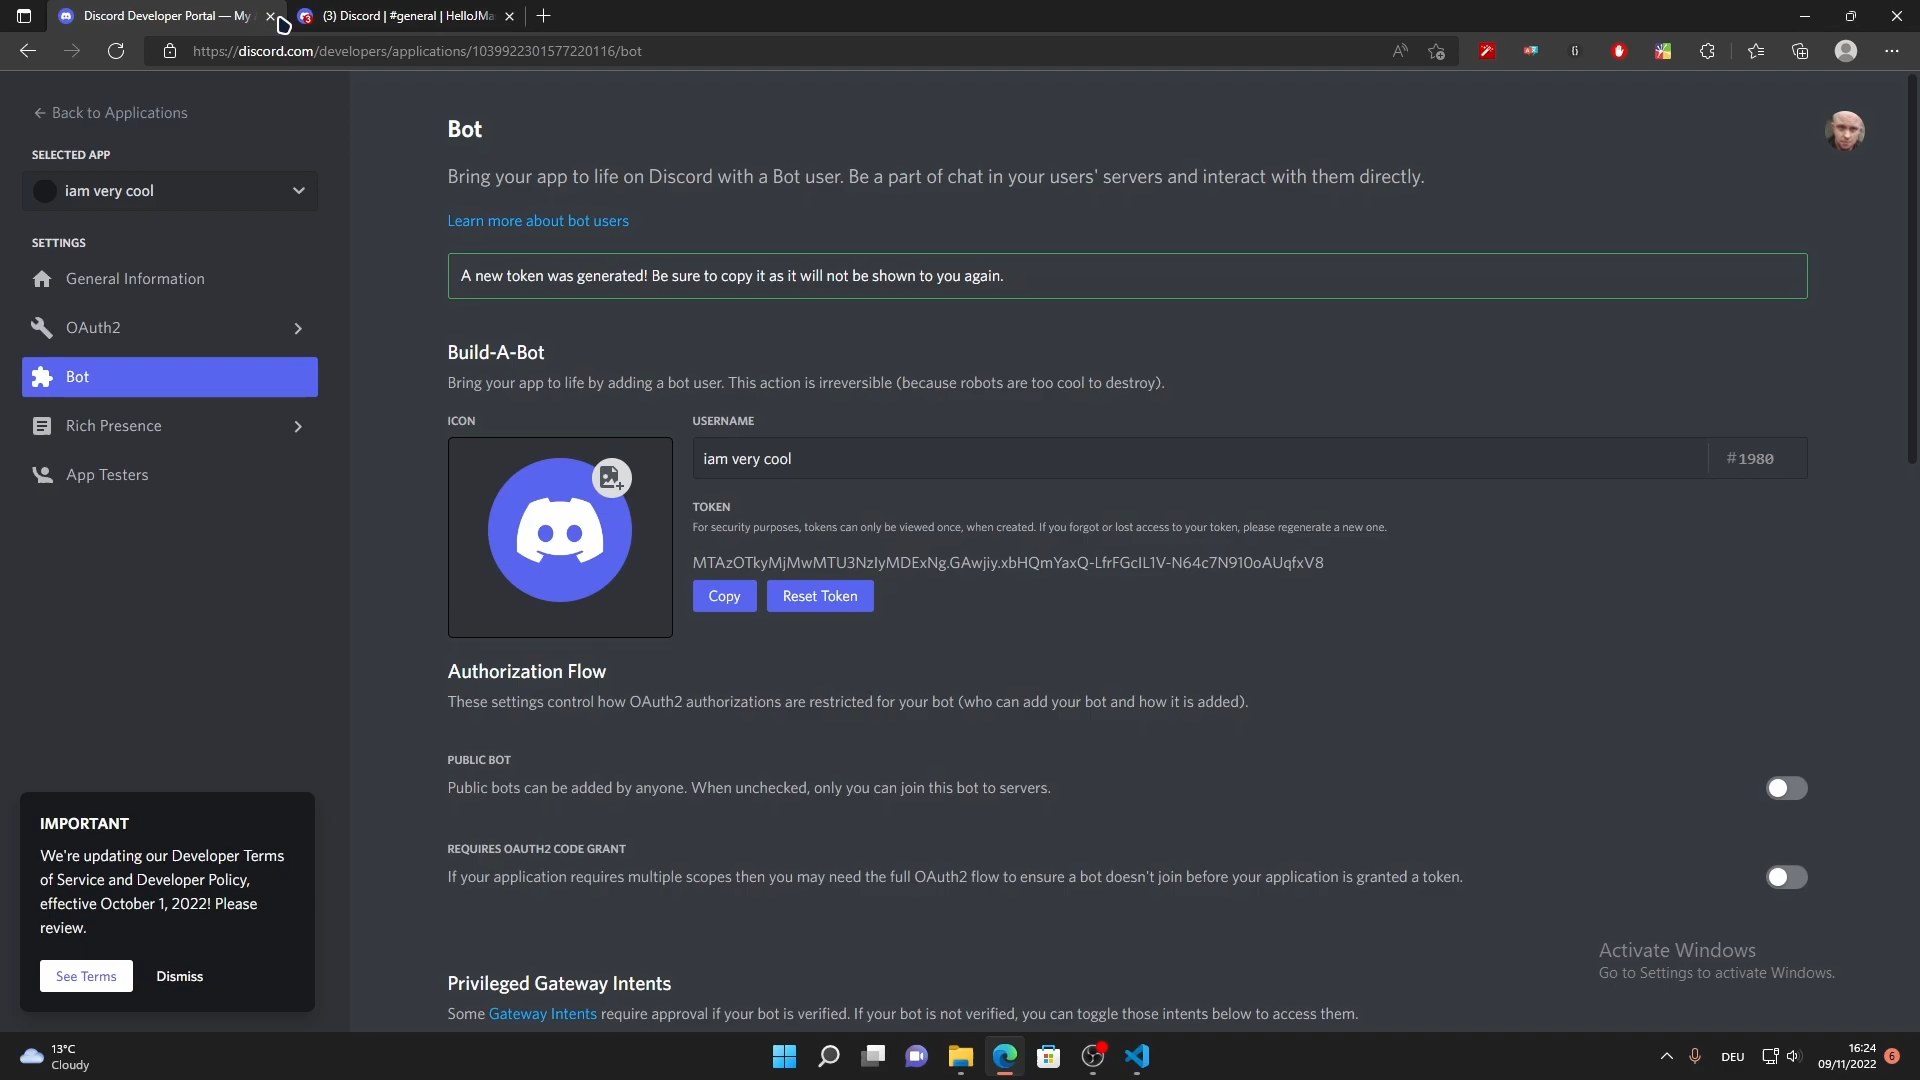 Discord Developer Portal — My
(3) Discord | #general | HelloJMa
https://discord.com/developers/applications/1039922301577220116/bot
Back to Applications
SELECTED APP
iam very cool
SETTINGS
General Information
OAuth2
Bot
Rich Presence
App Testers
IMPORTANT
We're updating our Developer Terms
of Service and Developer Policy,
effective October 1, 2022! Please
review.
See Terms
Dismiss
Bot
Bring your app to life on Discord with a Bot user. Be a part of chat in your users' servers and interact with them directly.
Learn more about bot users
A new token was generated! Be sure to copy it as it will not be shown to you again.
Build-A-Bot
Bring your app to life by adding a bot user. This action is irreversible (because robots are too cool to destroy).
ICON
USERNAME
iam very cool
#1980
TOKEN
For security purposes, tokens can only be viewed once, when created. If you forgot or lost access to your token, please regenerate a new one.
Copy
Reset Token
Authorization Flow
These settings control how OAuth2 authorizations are restricted for your bot (who can add your bot and how it is added).
PUBLIC BOT
Public bots can be added by anyone. When unchecked, only you can join this bot to servers.
REQUIRES OAUTH2 CODE GRANT
If your application requires multiple scopes then you may need the full OAuth2 flow to ensure a bot doesn't join before your application is granted a token.
Privileged Gateway Intents
Some Gateway Intents require approval if your bot is verified. If your bot is not verified, you can toggle those intents below to access them.
Activate Windows
Go to Settings to activate Windows.
13°C
Cloudy
DEU
16:24
09/11/2022
6